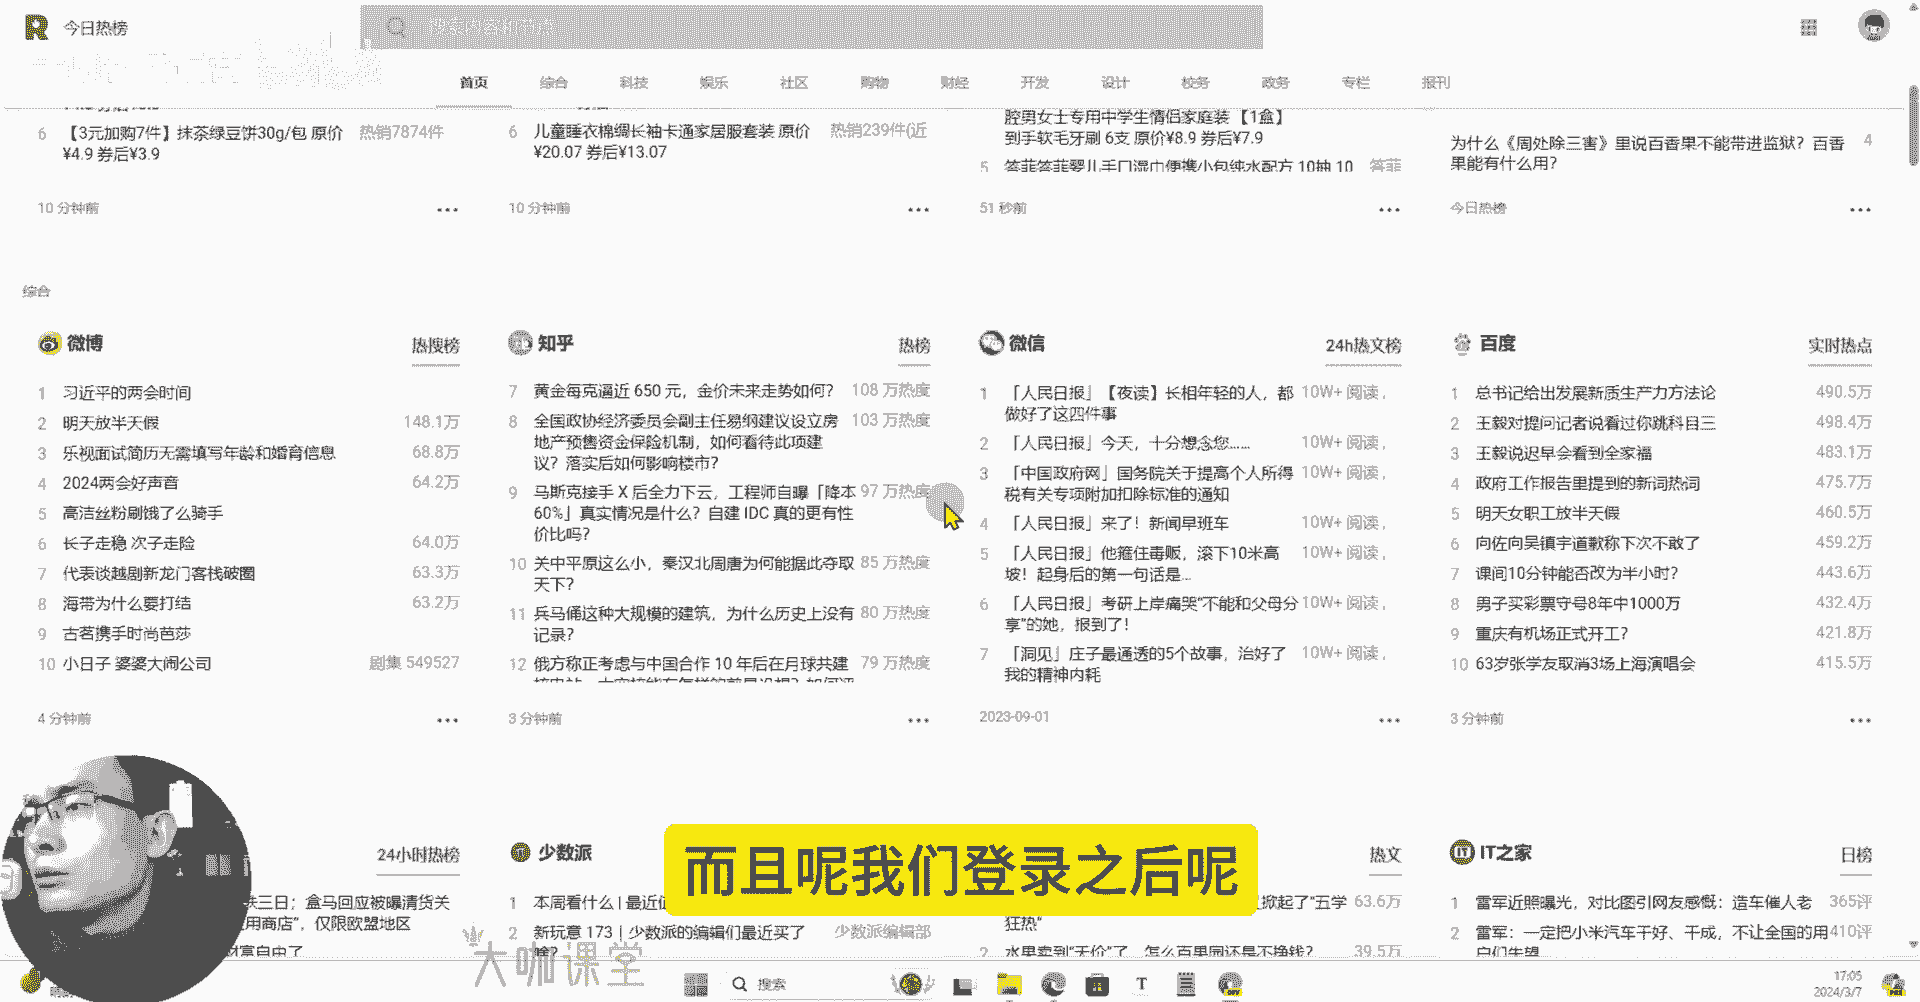 今日热榜
首页 综合 科技 娱乐 社区 购物 财经 开发 设计 校务 政务 专栏 报刊
6 【3元加购7件】抹茶绿豆饼30g/包 原价 热销7874件
¥4.9 券后¥3.9
10 分钟前
6 儿童睡衣棉绸长袖卡通家居服套装 原价 热销239件(近
¥20.07 券后¥13.07
10 分钟前
腔男女士专用中学生情侣家庭装 【1盒】
到手软毛牙刷 6支 原价¥8.9 券后¥7.9
5 答菲答菲婴儿手口湿巾便携小包纯水配方 10抽 10 答菲
51 秒前
为什么《周处除三害》里说百香果不能带进监狱？百香 4
果能有什么用？
今日热榜
综合
微博 热搜榜
1 习近平的两会时间
2 明天放半天假 148.1万
3 乐视面试简历无需填写年龄和婚育信息 68.8万
4 2024两会好声音 64.2万
5 高洁丝粉刷饿了么骑手
6 长子走稳 次子走险 64.0万
7 代表谈越剧新龙门客栈破圈 63.3万
8 海带为什么要打结 63.2万
9 古茗携手时尚芭莎
10 小日子 婆婆大闹公司 剧集 549527
4 分钟前
知乎 热榜
7 黄金每克逼近 650 元，金价未来走势如何？ 108 万热度
8 全国政协经济委员会副主任易纲建议设立房 103 万热度
地产预售资金保险机制，如何看待此项建
议？落实后如何影响楼市？
9 马斯克接手 X 后全力下云，工程师自曝「降本 97 万热度
60%」真实情况是什么？自建 IDC 真的更有性
价比吗？
10 关中平原这么小，秦汉北周唐为何能据此夺取 85 万热度
天下？
11 兵马俑这种大规模的建筑，为什么历史上没有 80 万热度
记录？
12 俄方称正考虑与中国合作 10 年后在月球共建 79 万热度
3 分钟前
微信 24h热文榜
1 「人民日报」【夜读】长相年轻的人，都 10W+ 阅读，
做好了这四件事
2 「人民日报」今天，十分想念您…… 10W+ 阅读，
3 「中国政府网」国务院关于提高个人所得 10W+ 阅读，
税有关专项附加扣除标准的通知
4 「人民日报」来了！新闻早班车 10W+ 阅读，
5 「人民日报」他箍住毒贩，滚下10米高 10W+ 阅读，
坡！起身后的第一句话是…
6 「人民日报」考研上岸痛哭“不能和父母分 10W+ 阅读，
享”的她，报到了！
7 「洞见」庄子最通透的5个故事，治好了 10W+ 阅读，
我的精神内耗
2023-09-01
百度 实时热点
1 总书记给出发展新质生产力方法论 490.5万
2 王毅对提问记者说看过你跳科目三 498.4万
3 王毅说迟早会看到全家福 483.1万
4 政府工作报告里提到的新词热词 475.7万
5 明天女职工放半天假 460.5万
6 向佐向吴镇宇道歉称下次不敢了 459.2万
7 课间10分钟能否改为半小时？ 443.6万
8 男子买彩票守号8年中1000万 432.4万
9 重庆有机场正式开工？ 421.8万
10 63岁张学友取消3场上海演唱会 415.5万
3 分钟前
24小时热榜
三日；盒马回应被曝清货关
用商店”，仅限欧盟地区
财富自由了
少数派 热文
1 本周看什么 | 最近值
2 新玩意 173 | 少数派的编辑们最近买了 少数派编辑部
啥？
掀起了“五学 63.6万
狂热”
2 水果卖到“天价”了，怎么百果园还是不挣钱？ 39.5万
IT之家 日榜
1 雷军近照曝光，对比图引网友感慨：造车催人老 365评
2 雷军：一定把小米汽车干好、干成，不让全国的用 410评
户们失望
而且呢我们登录之后呢
大咖课堂
搜索
17:05
2024/3/7